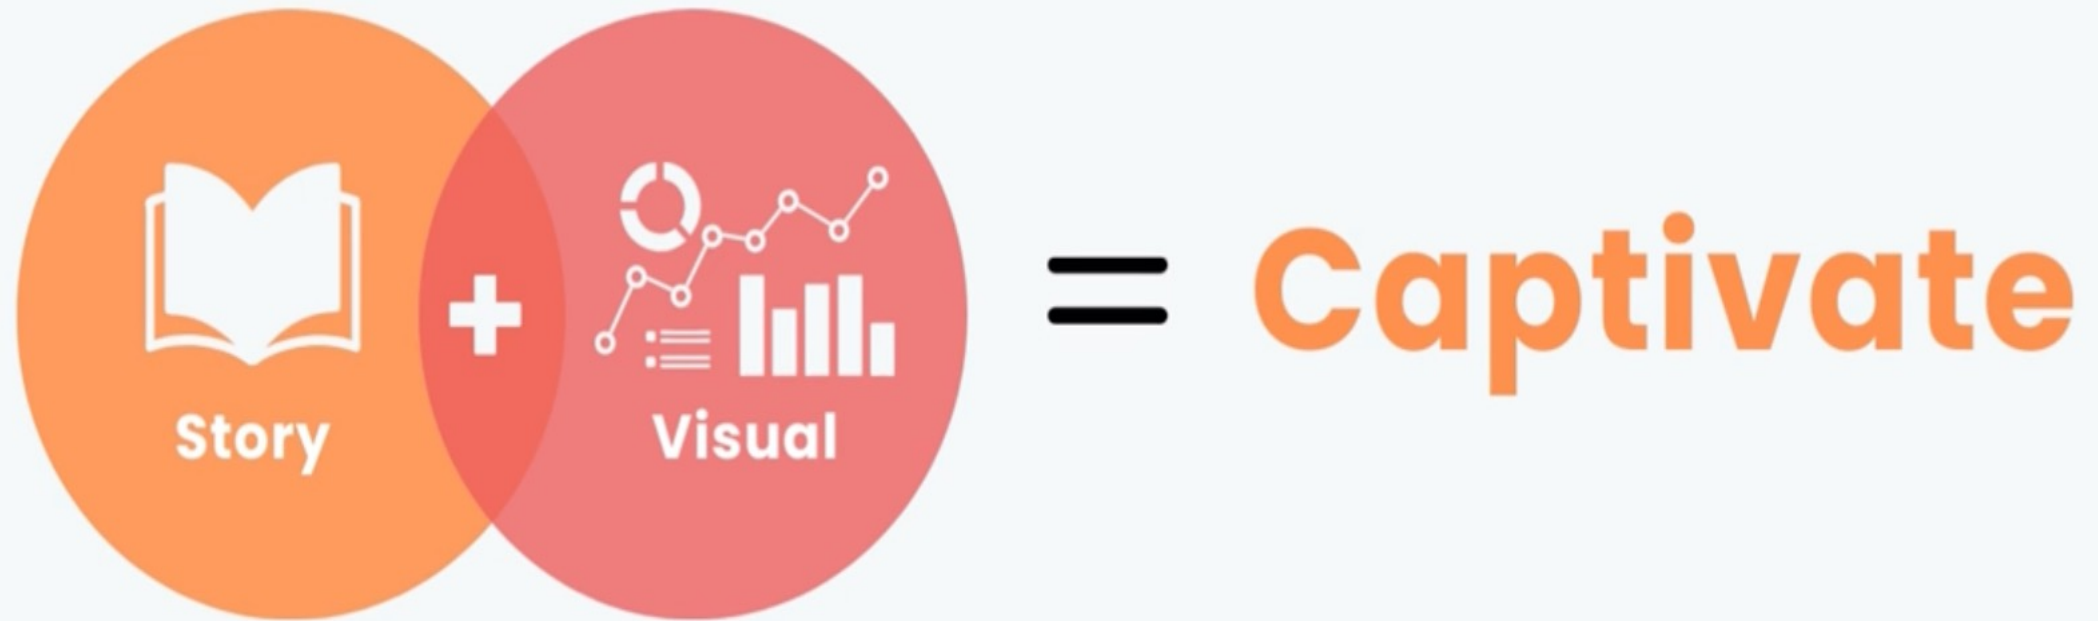 Story
+
Visual
=
Captivate